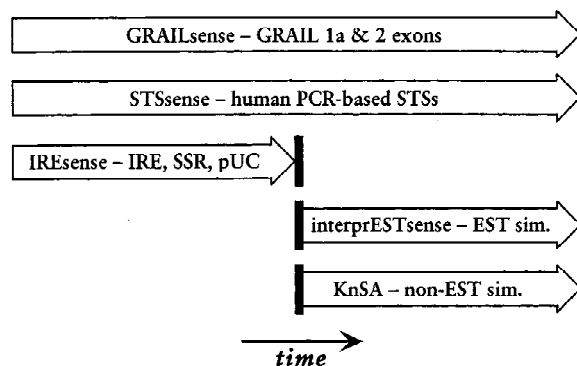 GRAILsense – GRAIL 1a & 2 exons
STSsense – human PCR-based STSs
IREsense – IRE, SSR, pUC
interprESTsense – EST sim.
KnSA – non-EST sim.
time